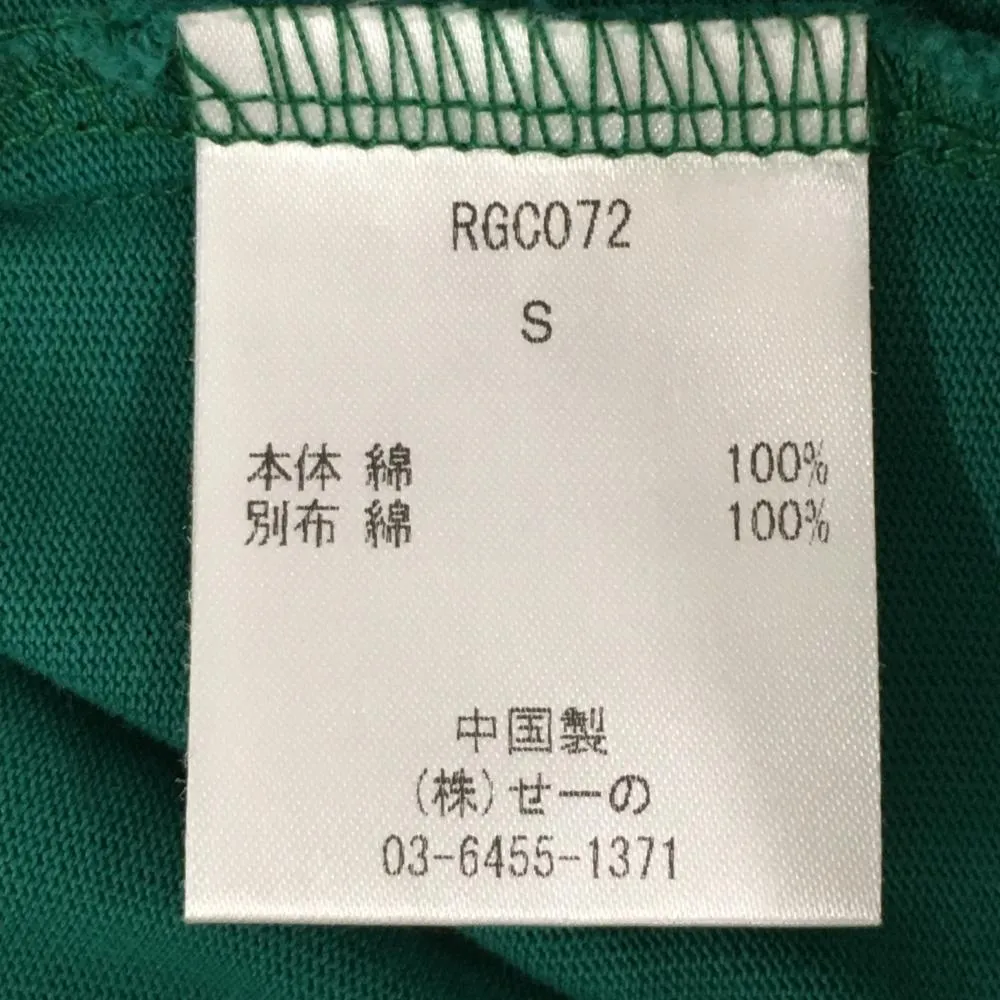 RGC072
S
本体 綿 100%
別布 綿 100%
中国製
(株)せーの
03-6455-1371